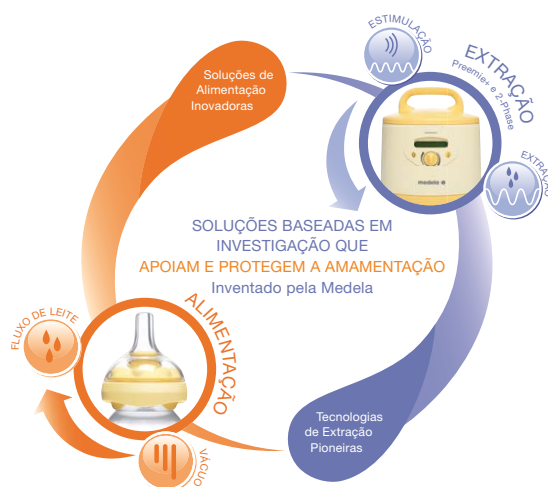 ESTIMULAÇÃO
EXTRAÇÃO
Preemie+ e 2-Phase
EXTRAÇÃO
medela
Soluções de
Alimentação
Inovadoras
SOLUÇÕES BASEADAS EM
INVESTIGAÇÃO QUE
APOIAM E PROTEGEM A AMAMENTAÇÃO
Inventado pela Medela
ALIMENTAÇÃO
FLUXO DE LEITE
VÁCUO
Tecnologias
de Extração
Pioneiras